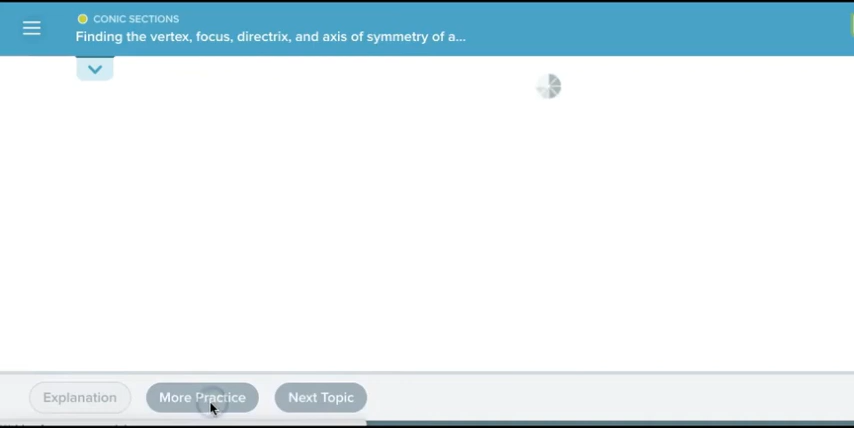 CONIC SECTIONS
Finding the vertex, focus, directrix, and axis of symmetry of a...
Explanation
More Practice
Next Topic